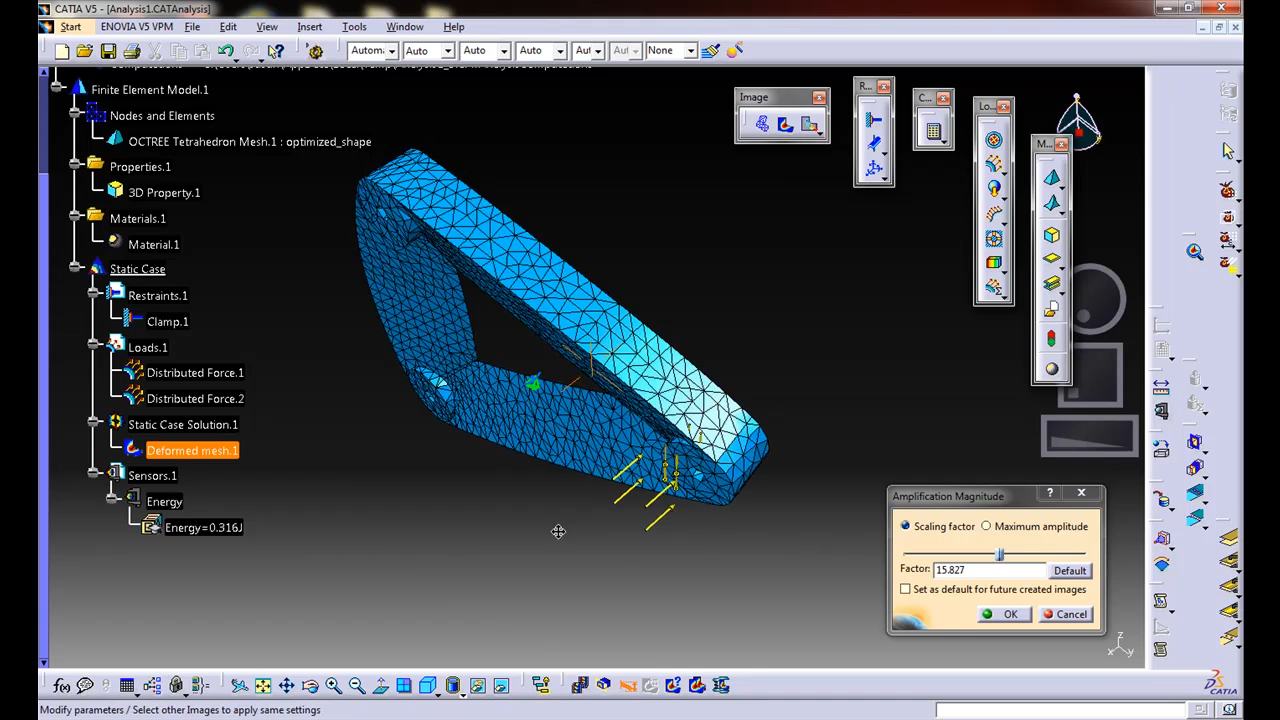 CATIA V5 - [Analysis1.CATAnalysis]
Start ENOVIA V5 VPM File Edit View Insert Tools Window Help
Automa Auto Auto Auto Aut Aut None
Finite Element Model.1
Nodes and Elements
OCTREE Tetrahedron Mesh.1 : optimized_shape
Properties.1
3D Property.1
Materials.1
Material.1
Static Case
Restraints.1
Clamp.1
Loads.1
Distributed Force.1
Distributed Force.2
Static Case Solution.1
Deformed mesh.1
Sensors.1
Energy
Energy=0.316J
Image
R...
C...
Lo...
M...
Amplification Magnitude
Scaling factor Maximum amplitude
Factor: 15.827 Default
Set as default for future created images
OK Cancel
z
x y
f(x)
CATIA
Modify parameters / Select other Images to apply same settings